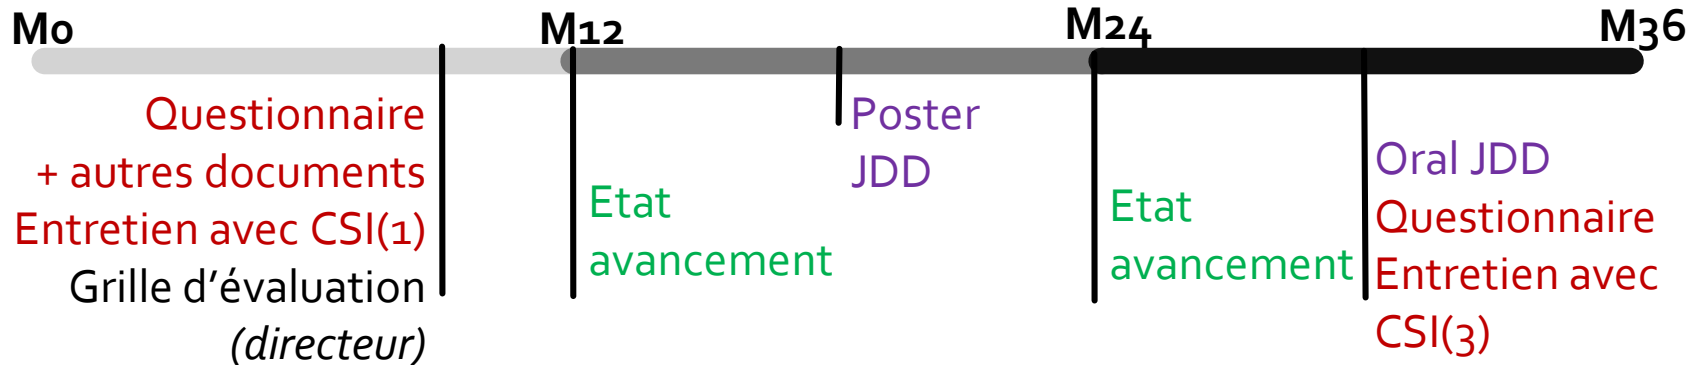 M0
M12
M24
M36
Questionnaire
+ autres documents
Entretien avec CSI(1)
Grille d’évaluation
(directeur)
Etat
avancement
Poster
JDD
Etat
avancement
Oral JDD
Questionnaire
Entretien avec
CSI(3)